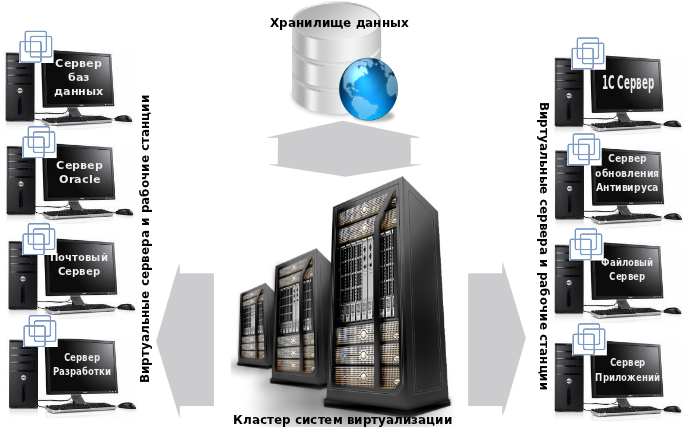 Хранилище данных
Сервер
баз
данных
Сервер
Oracle
Почтовый
Сервер
Сервер
Разработки
Виртуальные сервера и рабочие станции
Кластер систем виртуализации
Виртуальные сервера и рабочие станции
1С Сервер
Сервер
обновления
Антивируса
Файловый
Сервер
Сервер
Приложений